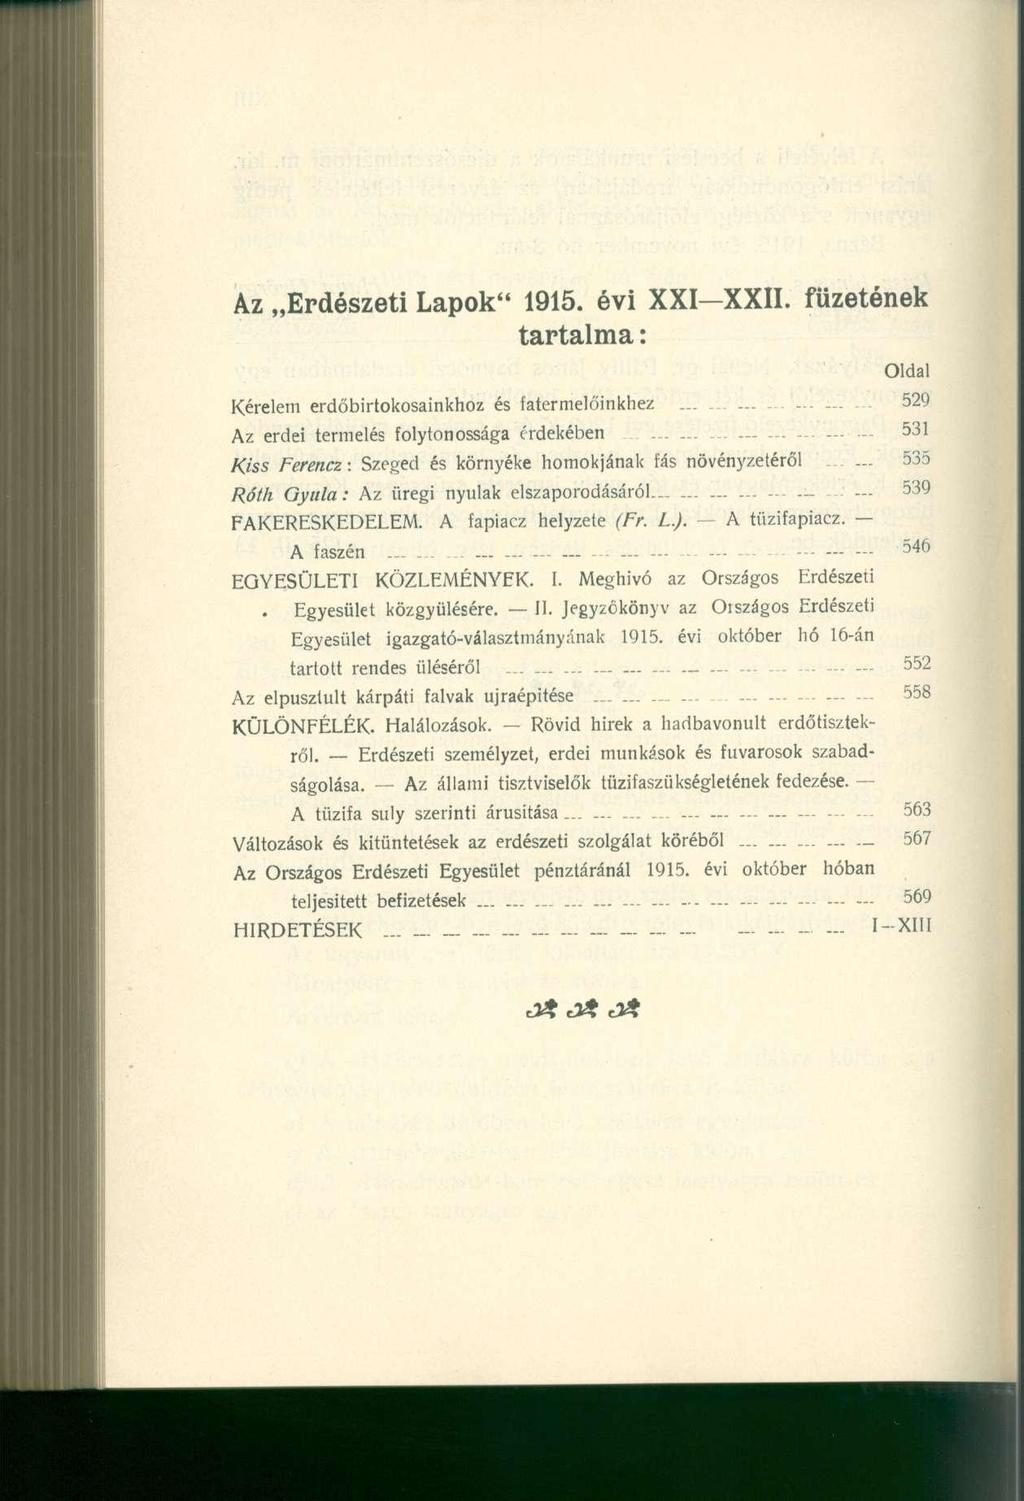 Az „Erdészeti Lapok“ 1915. évi XXI—XXII. füzetének
tartalma:
Oldal
Kérelem erdőbirtokosainkhoz és fatermelőinkhez 529
Az erdei termelés folytonossága érdekében 531
Kiss Ferencz: Szeged és környéke homokjának fás növényzetéről 535
Róth Gyula: Az üregi nyulak elszaporodásáról 539
FAKERESKEDELEM. A fapiacz helyzete (Fr. L.). — A tüzifapiacz. —
A faszén 546
EGYESÜLETI KÖZLEMÉNYEK. I. Meghivó az Országos Erdészeti
Egyesület közgyülésére. — II. Jegyzőkönyv az Országos Erdészeti
Egyesület igazgató-választmányának 1915. évi október hó 16-án
tartott rendes üléséről 552
Az elpusztult kárpáti falvak ujraépitése 558
KÜLÖNFÉLÉK. Halálozások. — Rövid hirek a hadbavonult erdőtisztek-
ről. — Erdészeti személyzet, erdei munkások és fuvarosok szabad-
ságolása. — Az állami tisztviselők tüzifaszükségletének fedezése. —
A tüzifa suly szerinti árusitása 563
Változások és kitüntetések az erdészeti szolgálat köréből 567
Az Országos Erdészeti Egyesület pénztáránál 1915. évi október hóban
teljesitett befizetések 569
HIRDETÉSEK I—XIII